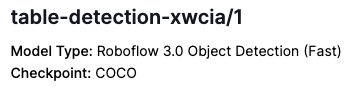 table-detection-xwcia/1
Model Type: Roboflow 3.0 Object Detection (Fast)
Checkpoint: COCO